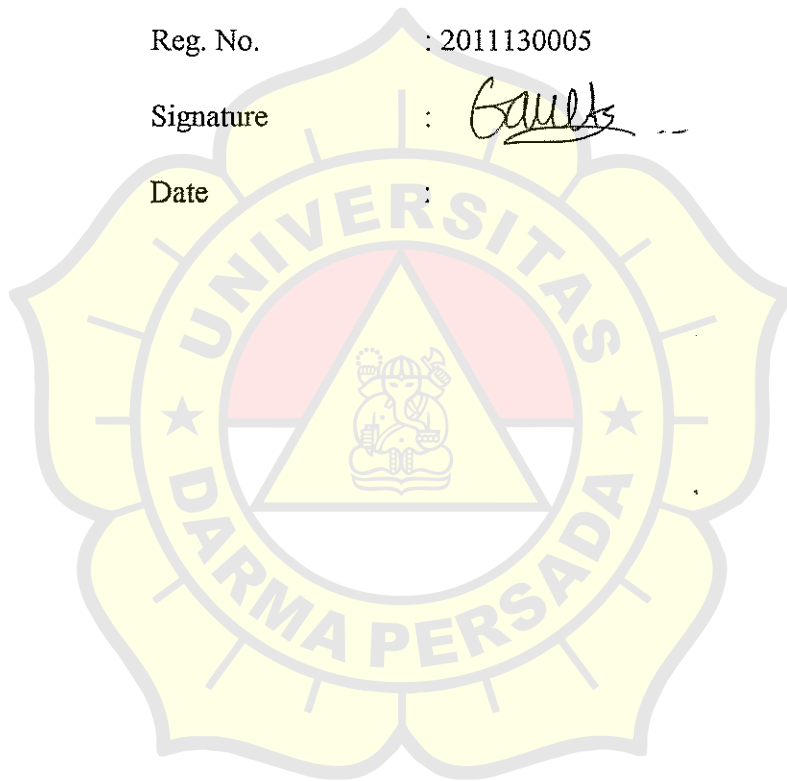 Reg. No. : 2011130005
Signature :
Date :
UNIVERSITAS
DARMA PERSADA